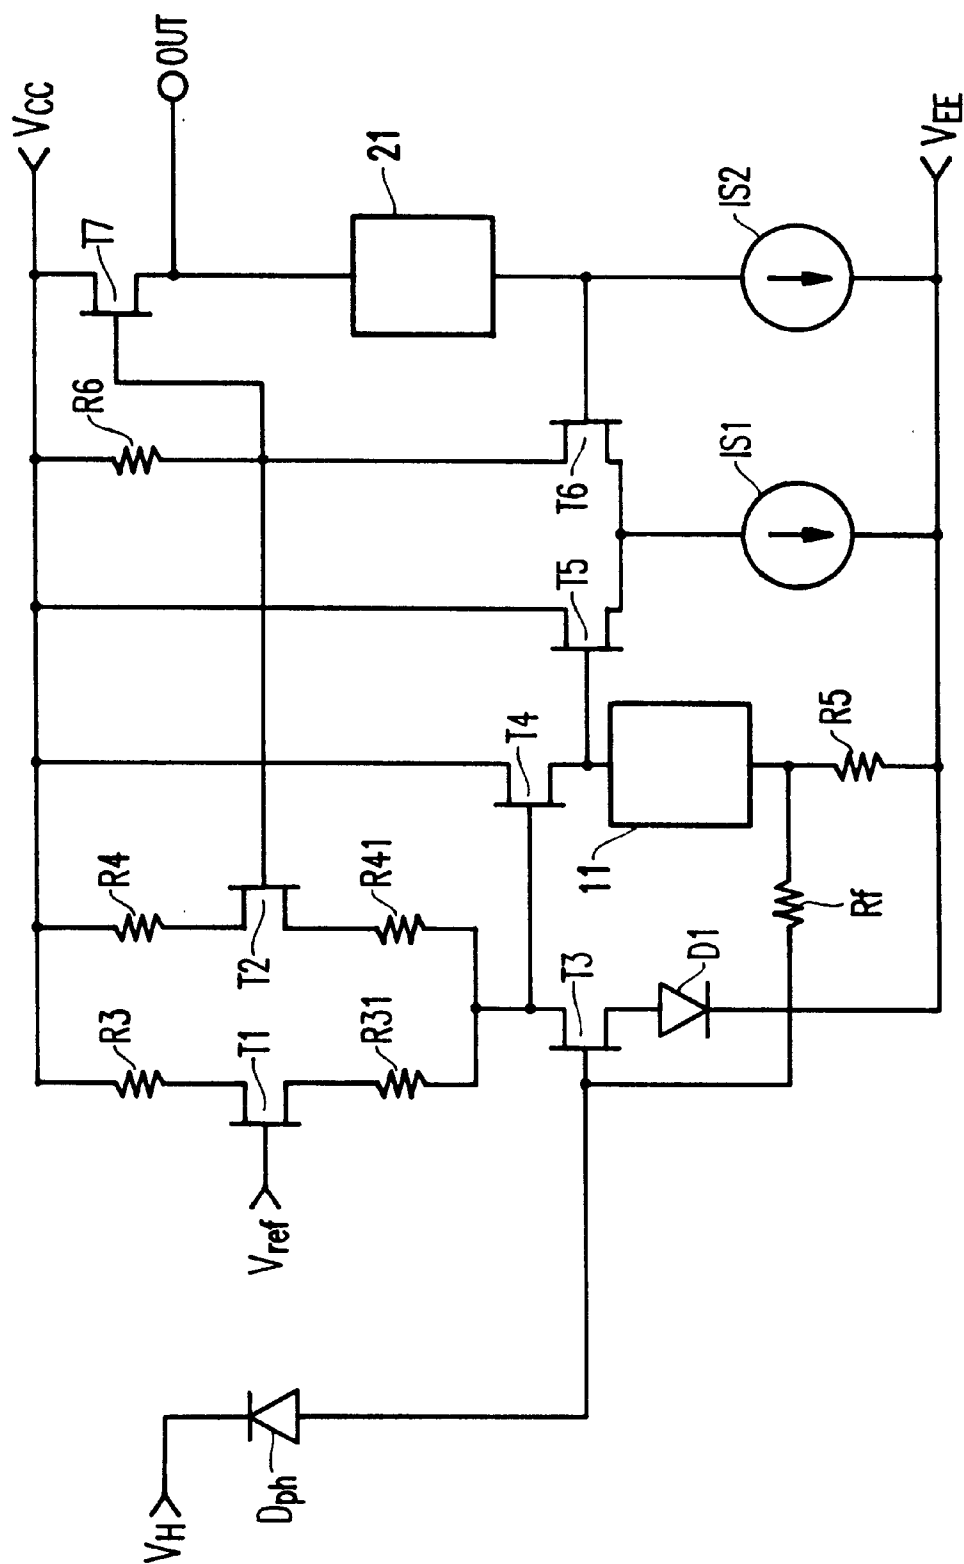 VCC
OUT
T7
R6
21
R4
R3
T2
T1
R41
R31
Vref
T4
T5
T6
IS2
IS1
T3
11
R5
D1
Rf
VH
Dph
VEE